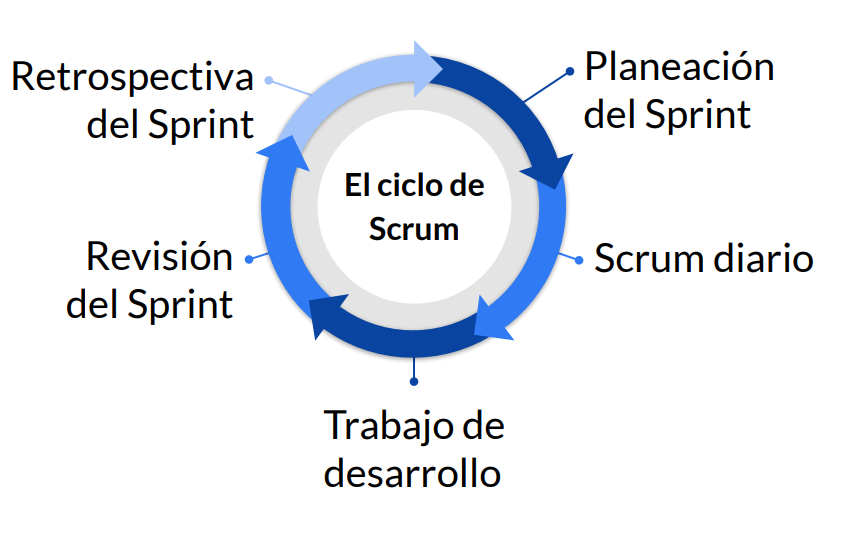 Retrospectiva
del Sprint
Planeación
del Sprint
El ciclo de
Scrum
Revisión
del Sprint
Scrum diario
Trabajo de
desarrollo